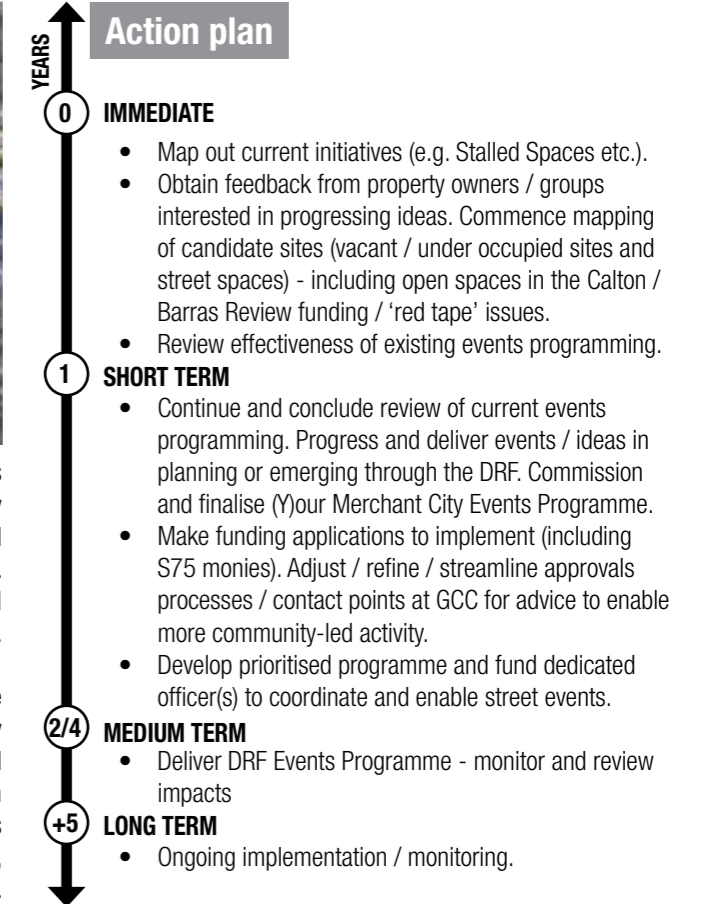 Action plan
YEARS
0
IMMEDIATE
• Map out current initiatives (e.g. Stalled Spaces etc.).
• Obtain feedback from property owners / groups
interested in progressing ideas. Commence mapping
of candidate sites (vacant / under occupied sites and
street spaces) - including open spaces in the Calton /
Barras Review funding / ‘red tape’ issues.
• Review effectiveness of existing events programming.
1
SHORT TERM
• Continue and conclude review of current events
programming. Progress and deliver events / ideas in
planning or emerging through the DRF. Commission
and finalise (Y)our Merchant City Events Programme.
• Make funding applications to implement (including
S75 monies). Adjust / refine / streamline approvals
processes / contact points at GCC for advice to enable
more community-led activity.
• Develop prioritised programme and fund dedicated
officer(s) to coordinate and enable street events.
2/4
MEDIUM TERM
• Deliver DRF Events Programme - monitor and review
impacts
+5
LONG TERM
• Ongoing implementation / monitoring.